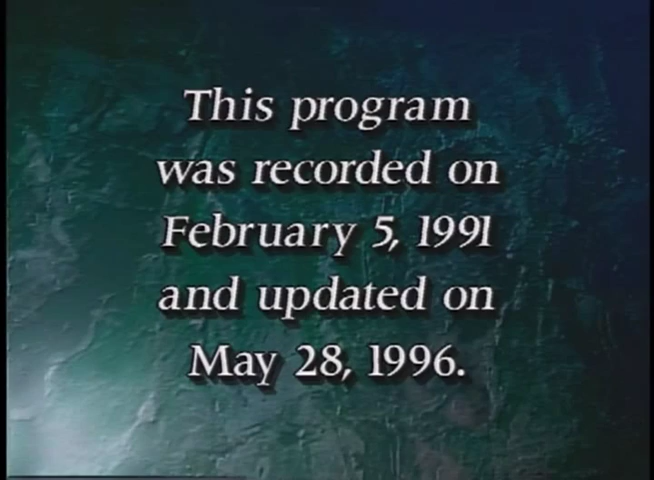 This program
was recorded on
February 5, 1991
and updated on
May 28, 1996.